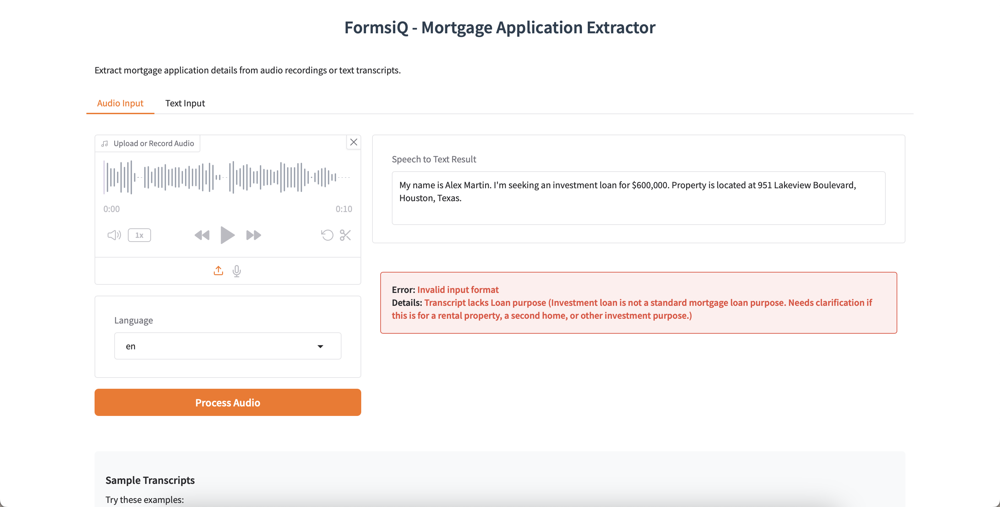 FormsiQ - Mortgage Application Extractor
Extract mortgage application details from audio recordings or text transcripts.
Audio Input
Text Input
Upload or Record Audio
0:00
0:10
1x
Language
en
Process Audio
Speech to Text Result
My name is Alex Martin. I'm seeking an investment loan for $600,000. Property is located at 951 Lakeview Boulevard,
Houston, Texas.
Error: Invalid input format
Details: Transcript lacks Loan purpose (Investment loan is not a standard mortgage loan purpose. Needs clarification if
this is for a rental property, a second home, or other investment purpose.)
Sample Transcripts
Try these examples: